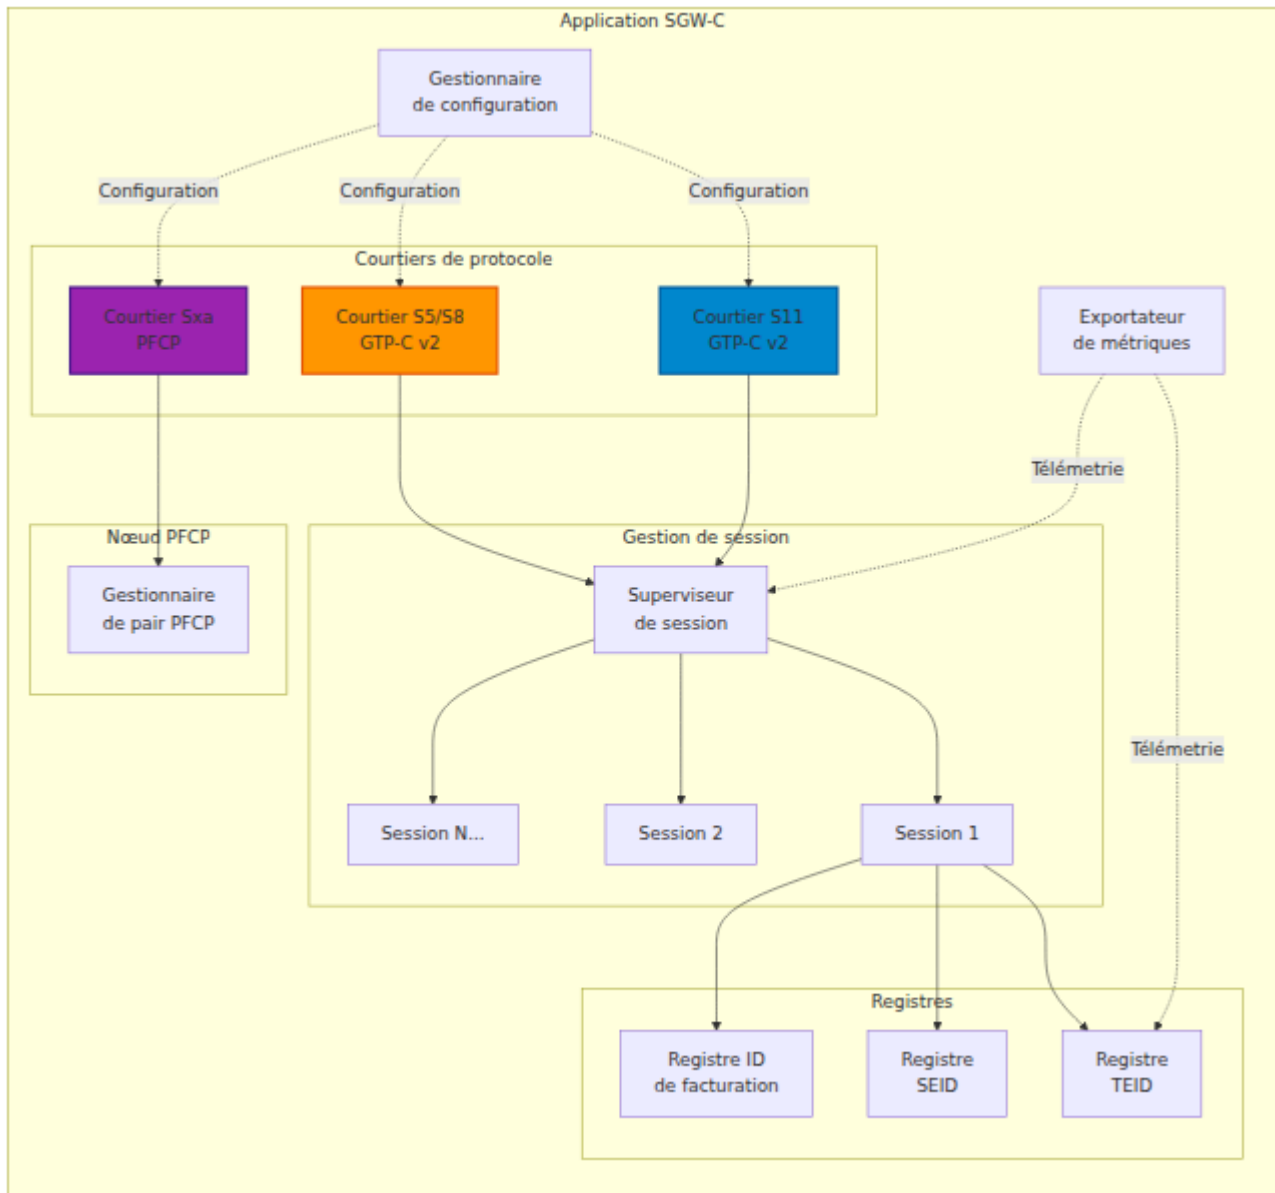 Application SGW-C
Gestionnaire
de configuration
Configuration
Configuration
Configuration
Courtiers de protocole
Courtier Sxa
PFCP
Courtier S5/S8
GTP-C v2
Courtier S11
GTP-C v2
Exportateur
de métriques
Télémetrie
Nœud PFCP
Gestionnaire
de pair PFCP
Gestion de session
Superviseur
de session
Télémetrie
Session N...
Session 2
Session 1
Registres
Registre ID
de facturation
Registre
SEID
Registre
TEID